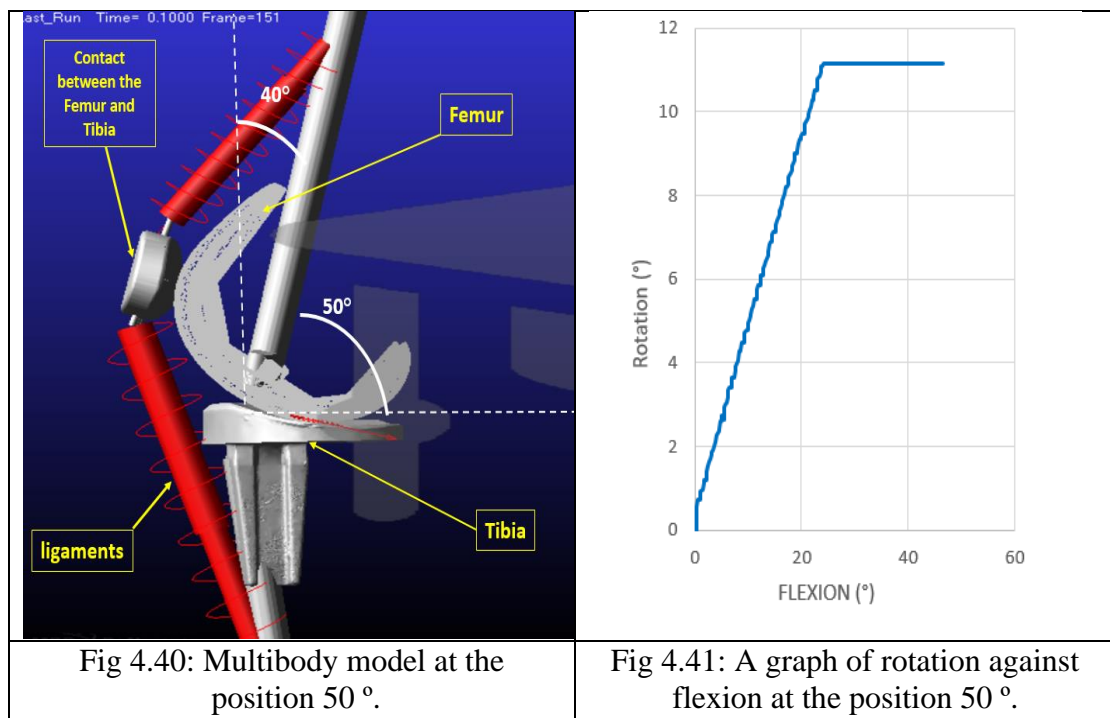 ast_Run Time= 0.1000 Frame=151
Contact
between the
Femur and
Tibia
40º
Femur
50º
ligaments
Tibia
Fig 4.40: Multibody model at the
position 50 º.
12
10
8
6
4
2
0
Rotation (°)
0 20 40 60
FLEXION (°)
Fig 4.41: A graph of rotation against
flexion at the position 50 º.